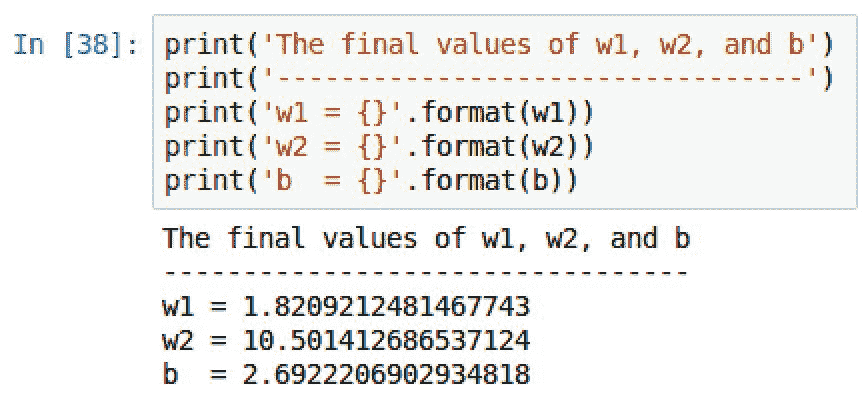 In [38]: print('The final values of w1, w2, and b')
print('---------------------------------')
print('w1 = {}'.format(w1))
print('w2 = {}'.format(w2))
print('b  = {}'.format(b))
The final values of w1, w2, and b
---------------------------------
w1 = 1.8209212481467743
w2 = 10.501412686537124
b  = 2.6922206902934818